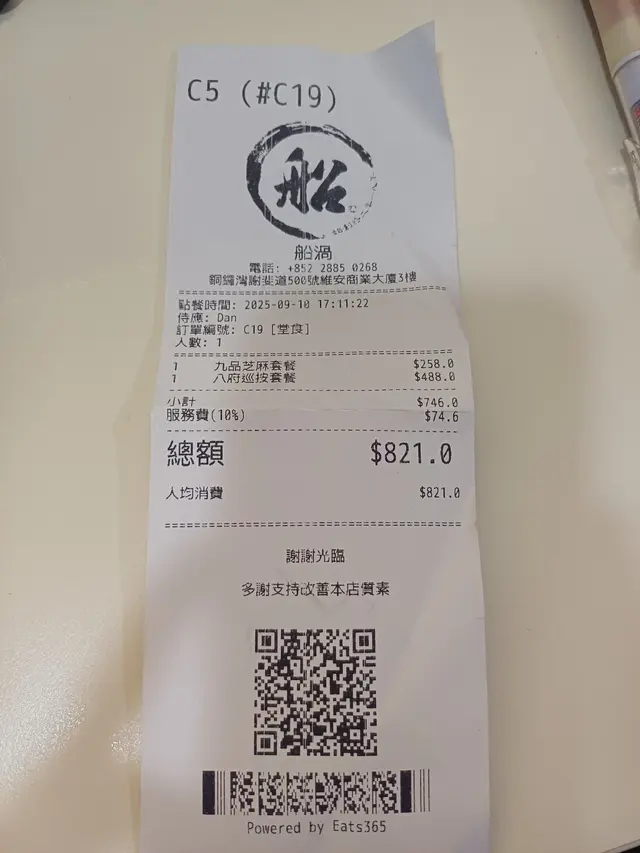 C5 (#C19)
船
船渦
電話: +852 2885 0268
銅鑼灣謝斐道500號維安商業大廈3樓
點餐時間: 2025-09-10 17:11:22
侍應: Dan
訂單編號: C19 [堂食]
人數: 1
1 九品芝麻套餐 $258.0
1 八府巡按套餐 $488.0
小計 $746.0
服務費(10%) $74.6
總額 $821.0
人均消費 $821.0
謝謝光臨
多謝支持改善本店質素
Powered by Eats365